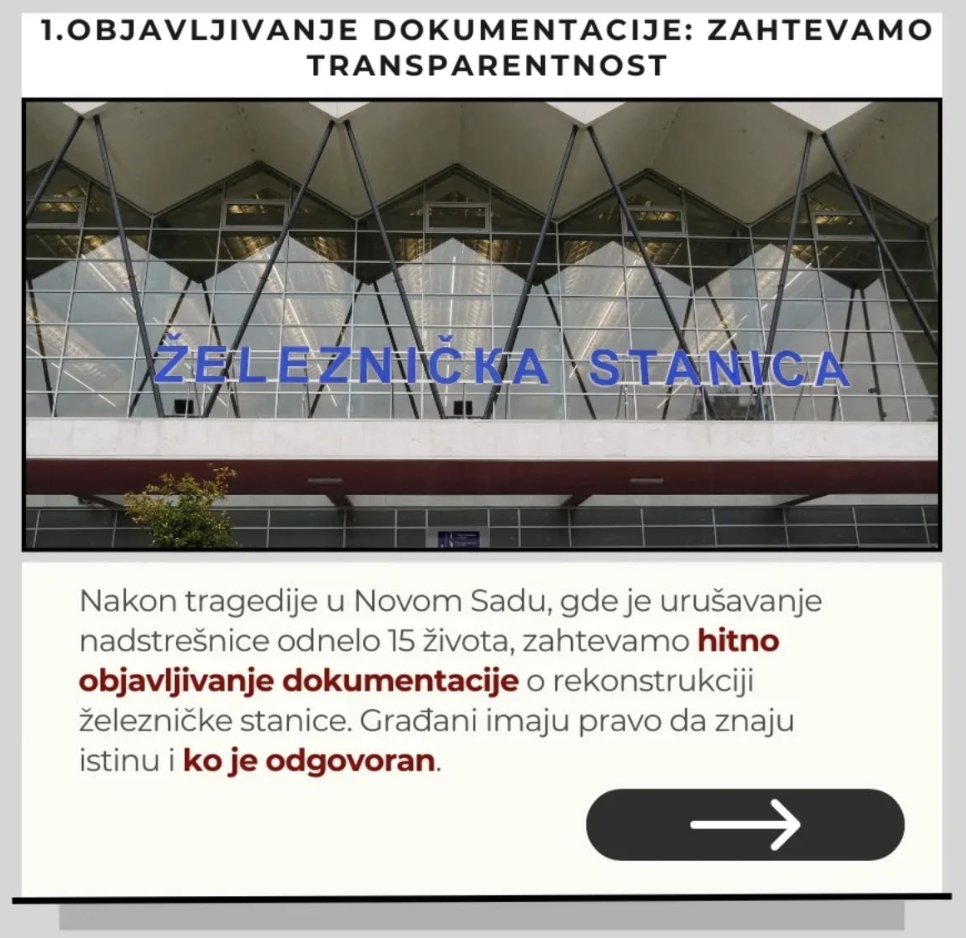 1.OBJAVLJIVANJE DOKUMENTACIJE: ZAHTEVAMO
TRANSPARENTNOST
ŽELEZNIČKA STANICA
Nakon tragedije u Novom Sadu, gde je urušavanje
nadstrešnice odnelo 15 života, zahtevamo hitno
objavljivanje dokumentacije o rekonstrukciji
železničke stanice. Građani imaju pravo da znaju
istinu i ko je odgovoran.